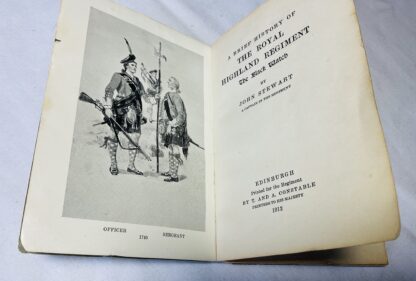 OFFICER
1740
SERGEANT
A BRIEF HISTORY OF
THE ROYAL
HIGHLAND REGIMENT
The Black Watch
BY
JOHN STEWART
A CAPTAIN IN THE REGIMENT
EDINBURGH
Printed for the Regiment
BY T. AND A. CONSTABLE
PRINTERS TO HIS MAJESTY
1912